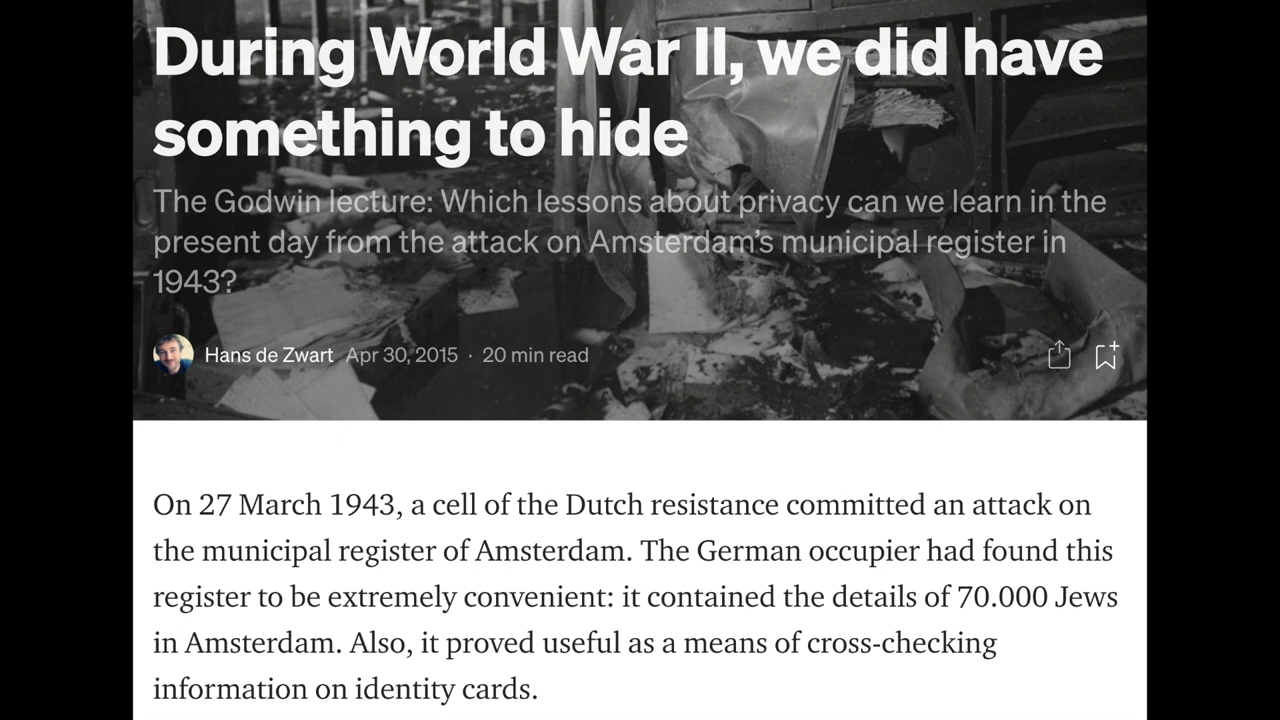 During World War II, we did have
something to hide
The Godwin lecture: Which lessons about privacy can we learn in the
present day from the attack on Amsterdam’s municipal register in
1943?
Hans de Zwart Apr 30, 2015 · 20 min read
On 27 March 1943, a cell of the Dutch resistance committed an attack on
the municipal register of Amsterdam. The German occupier had found this
register to be extremely convenient: it contained the details of 70.000 Jews
in Amsterdam. Also, it proved useful as a means of cross-checking
information on identity cards.